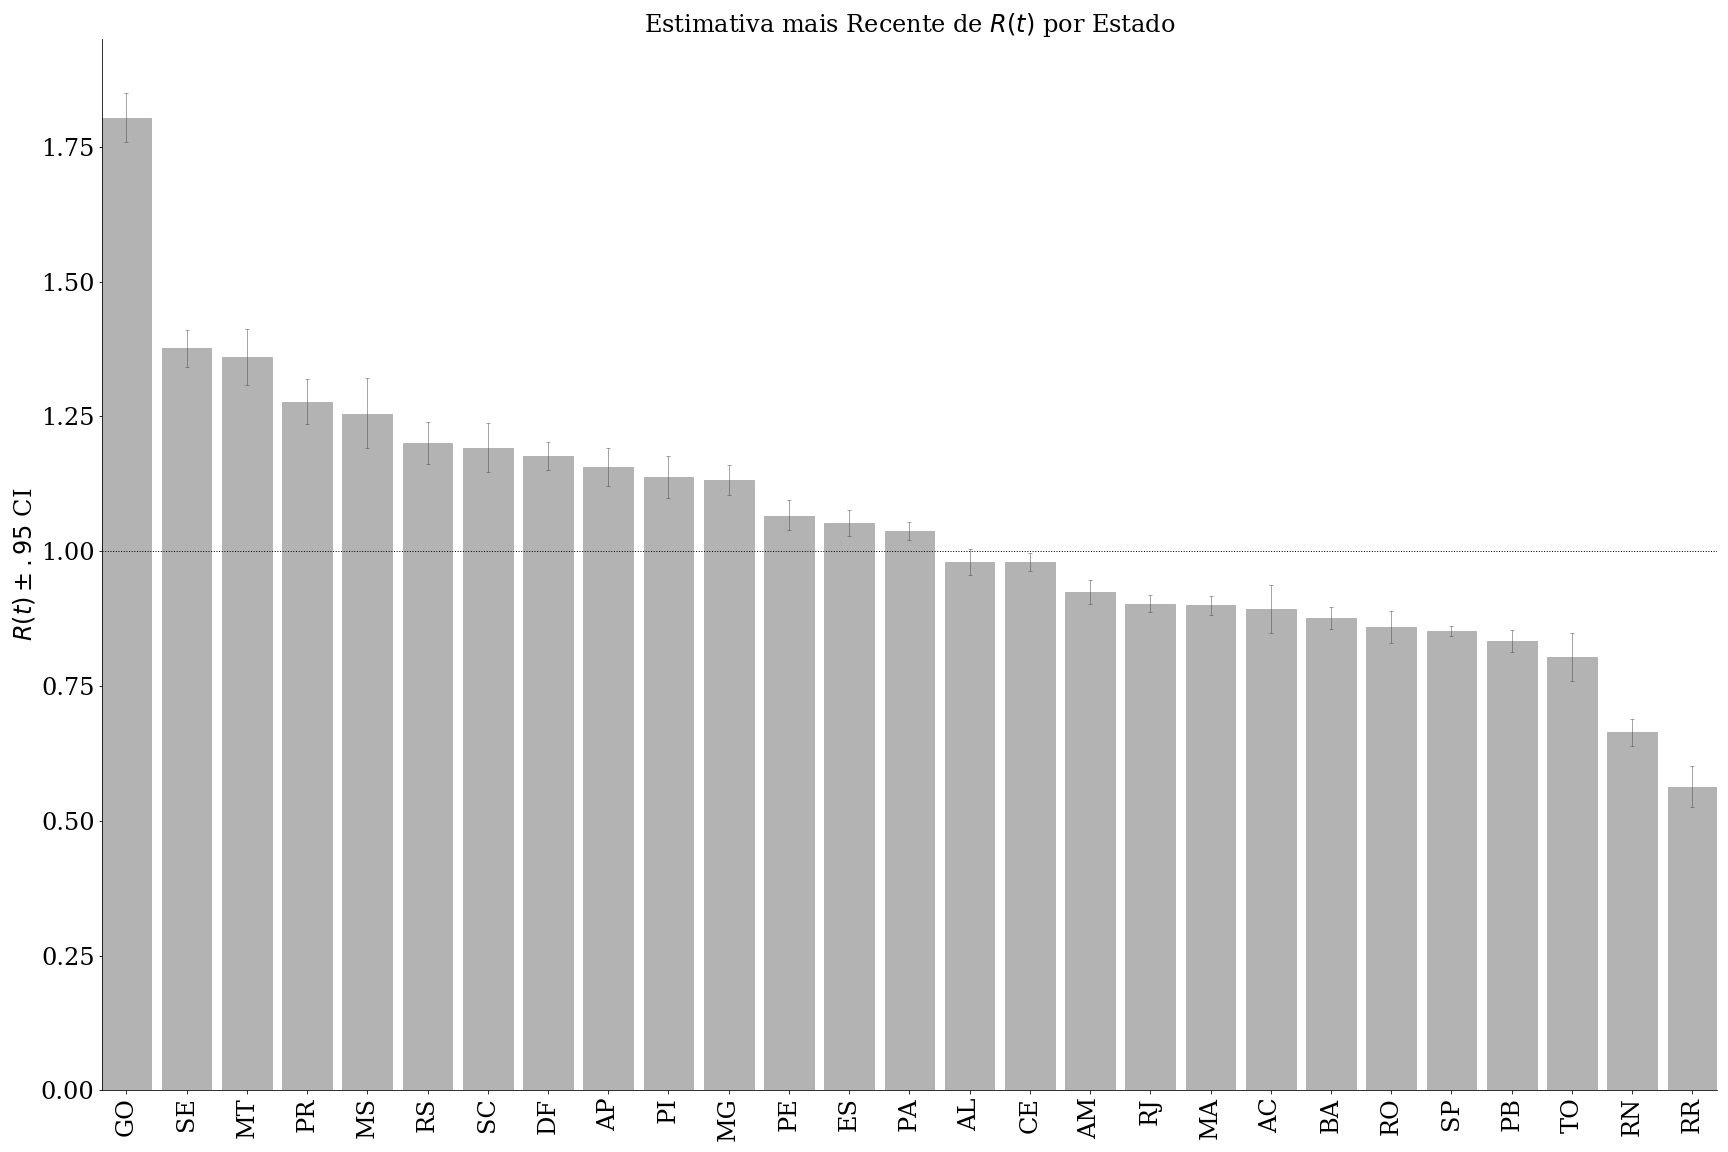 Estimativa mais Recente de R(t) por Estado
R(t) ± .95 CI
1.75
1.50
1.25
1.00
0.75
0.50
0.25
0.00
GO SE MT PR MS RS SC DF AP PI MG PE ES PA AL CE AM RJ MA AC BA RO SP PB TO RN RR